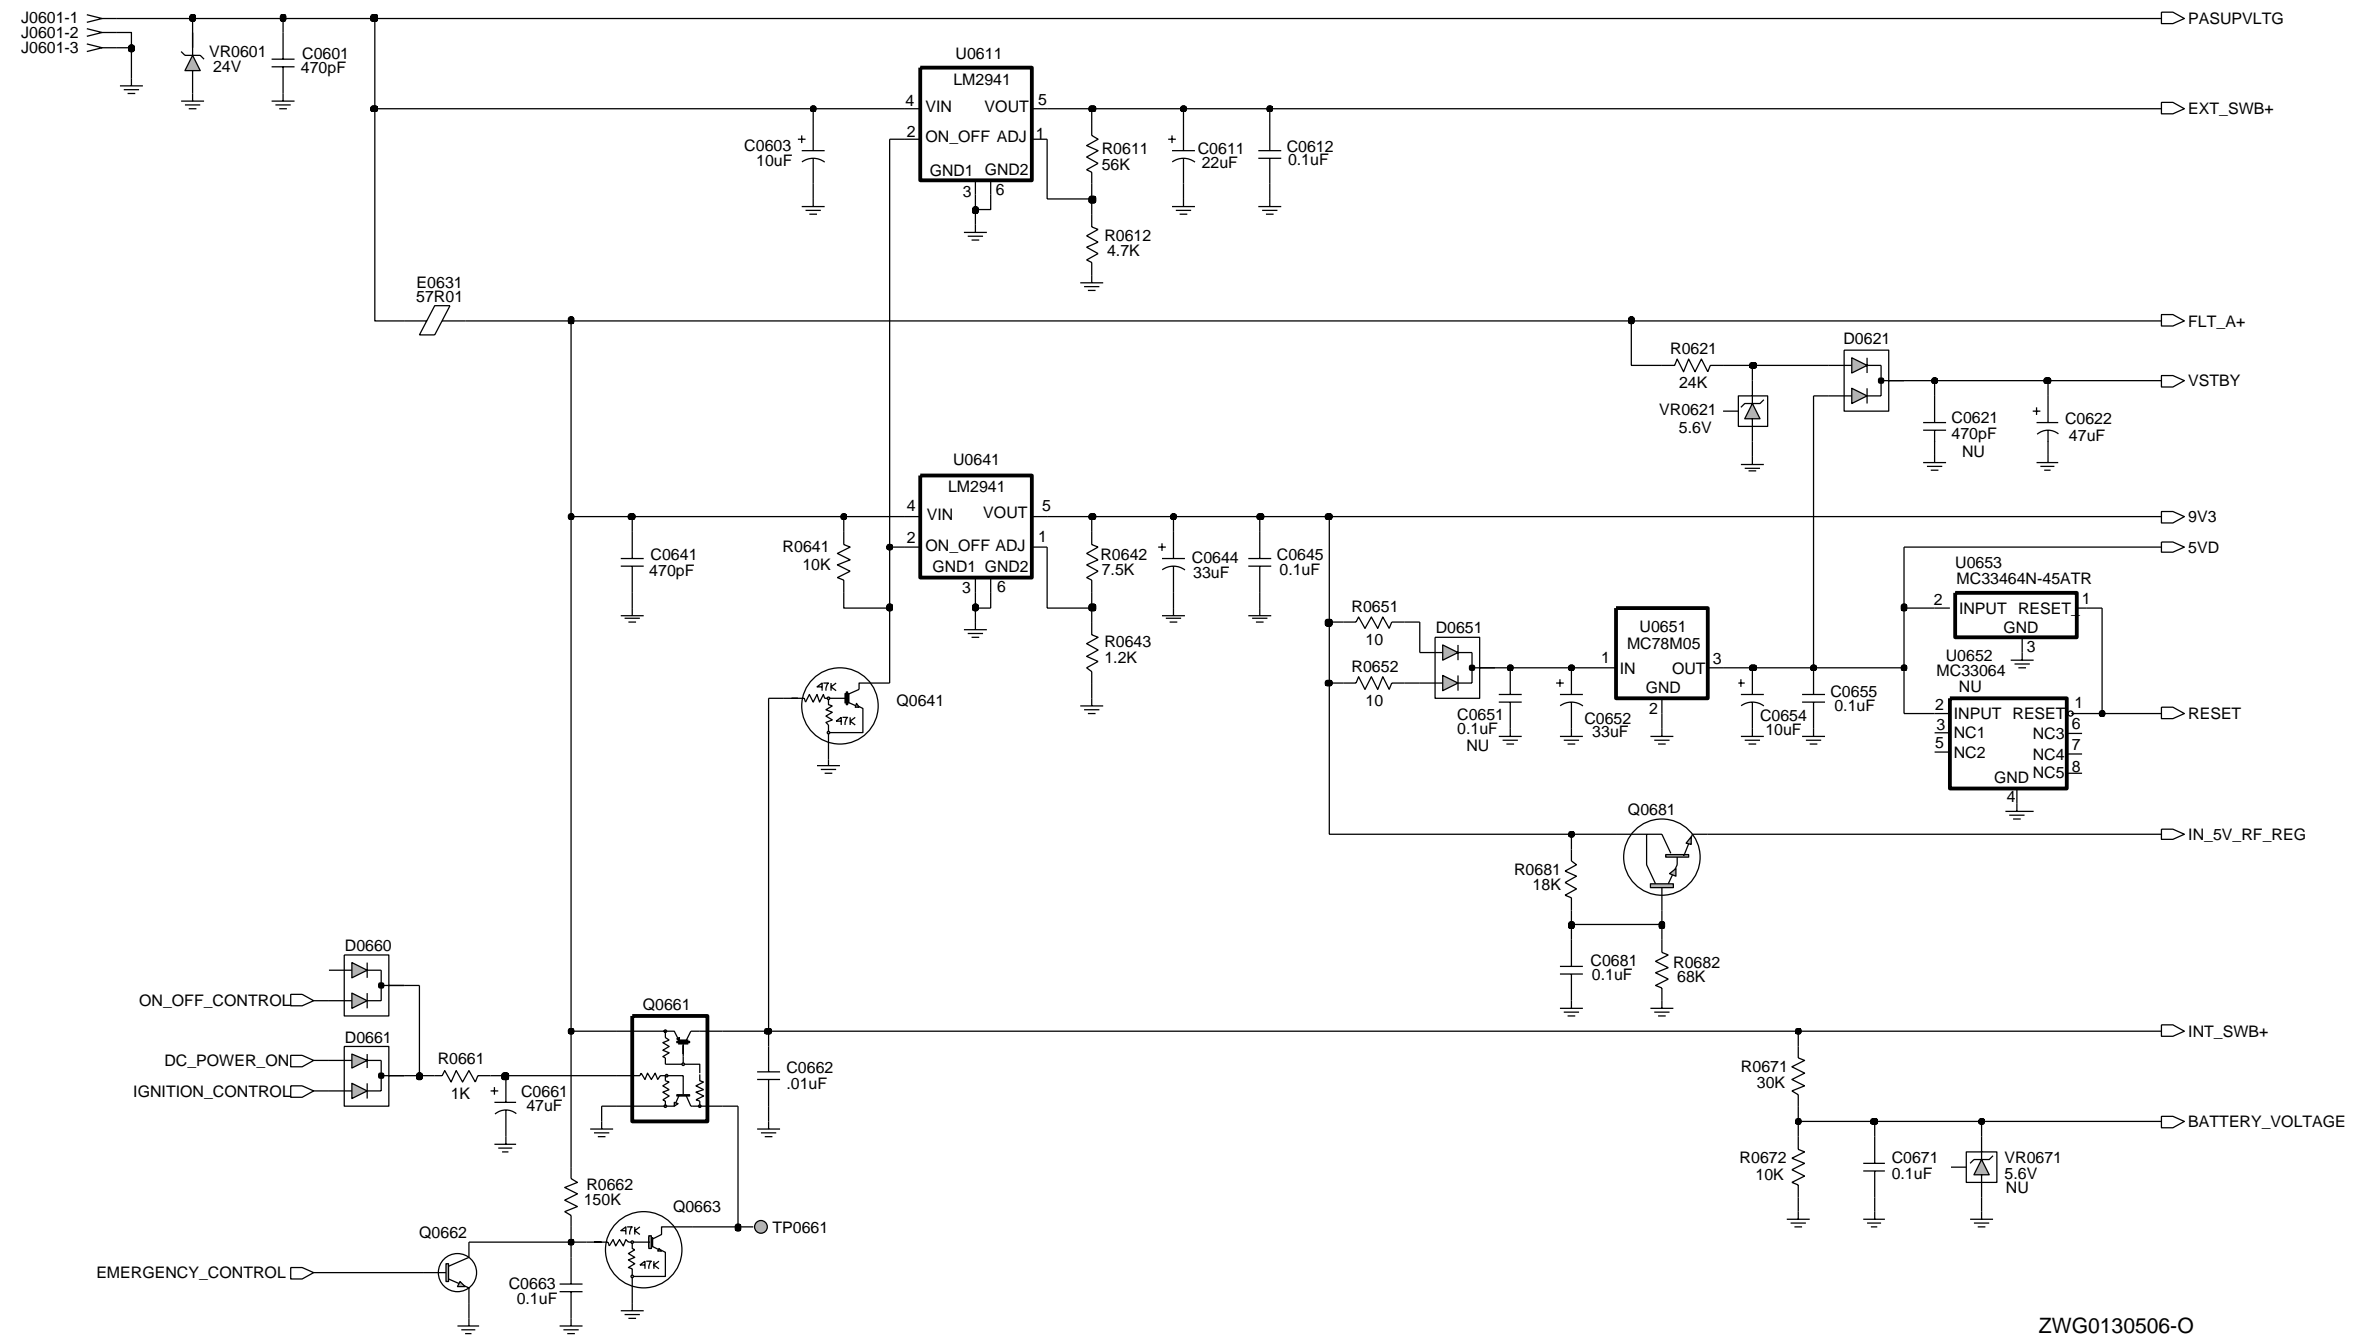 J0601-1
J0601-2
J0601-3
PASUPVLTG
VR0601
24V
C0601
470pF
U0611
LM2941
4
VIN
VOUT
5
2
ON_OFF
ADJ
1
GND1
GND2
3
6
EXT_SWB+
C0603
10uF
+
R0611
56K
+
C0611
22uF
C0612
0.1uF
R0612
4.7K
E0631
57R01
FLT_A+
R0621
24K
D0621
VSTBY
VR0621
5.6V
C0621
470pF
NU
+
C0622
47uF
U0641
LM2941
4
VIN
VOUT
5
2
ON_OFF
ADJ
1
GND1
GND2
3
6
9V3
5VD
C0641
470pF
R0641
10K
R0642
7.5K
+
C0644
33uF
C0645
0.1uF
R0643
1.2K
U0653
MC33464N-45ATR
2
INPUT
RESET_
1
GND
3
R0651
10
R0652
10
D0651
U0651
MC78M05
1
IN
OUT
3
GND
2
U0652
MC33064
NU
2
INPUT
RESET
1
3
NC1
NC3
6
5
NC2
NC4
7
GND
NC5
8
4
RESET
C0651
0.1uF
NU
+
C0652
33uF
+
C0654
10uF
C0655
0.1uF
47K
47K
Q0641
Q0681
IN_5V_RF_REG
R0681
18K
C0681
0.1uF
R0682
68K
D0660
ON_OFF_CONTROL
D0661
DC_POWER_ON
IGNITION_CONTROL
R0661
1K
+
C0661
47uF
Q0661
C0662
.01uF
INT_SWB+
R0671
30K
BATTERY_VOLTAGE
R0672
10K
C0671
0.1uF
VR0671
5.6V
NU
R0662
150K
Q0663
47K
47K
TP0661
Q0662
EMERGENCY_CONTROL
C0663
0.1uF
ZWG0130506-O